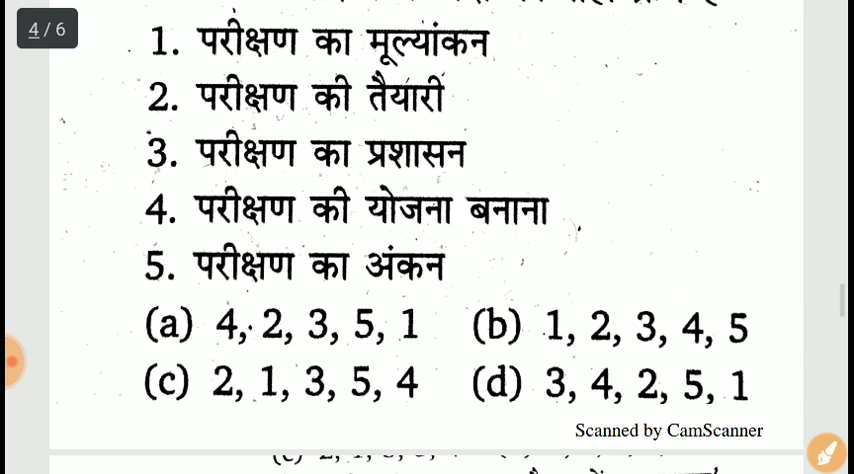 4 / 6
1. परीक्षण का मूल्यांकन
2. परीक्षण की तैयारी
3. परीक्षण का प्रशासन
4. परीक्षण की योजना बनाना
5. परीक्षण का अंकन
(a) 4, 2, 3, 5, 1 (b) 1, 2, 3, 4, 5
(c) 2, 1, 3, 5, 4 (d) 3, 4, 2, 5, 1
Scanned by CamScanner